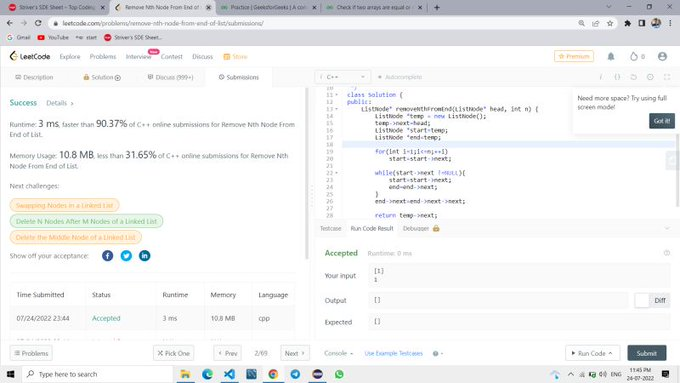 Striver's SDE Sheet – Top Coding
Remove Nth Node From End of
Practice | GeeksforGeeks | A con
Check if two arrays are equal or
leetcode.com/problems/remove-nth-node-from-end-of-list/submissions/
Gmail
YouTube
start
Striver's SDE Sheet...
LeetCode
Explore
Problems
Interview
New
Contest
Discuss
Store
Premium
0
Description
Solution
Discuss (999+)
Submissions
C++
Autocomplete
Success
Details >
Runtime: 3 ms, faster than 90.37% of C++ online submissions for Remove Nth Node From
End of List.
Memory Usage: 10.8 MB, less than 31.65% of C++ online submissions for Remove Nth
Node From End of List.
Next challenges:
Swapping Nodes in a Linked List
Delete N Nodes After M Nodes of a Linked List
Delete the Middle Node of a Linked List
Show off your acceptance:
Time Submitted
Status
Runtime
Memory
Language
07/24/2022 23:44
Accepted
3 ms
10.8 MB
cpp
10 */
11 class Solution {
12 public:
13 ListNode* removeNthFromEnd(ListNode* head, int n) {
14 ListNode *temp = new ListNode();
15 temp->next=head;
16 ListNode *start=temp;
17 ListNode *end=temp;
18
19 for(int i=1;i<=n;++i)
20 start=start->next;
21
22 while(start->next !=NULL){
23 start=start->next;
24 end=end->next;
25 }
26 end->next=end->next->next;
27
28 return temp->next;
Need more space? Try using full
screen mode!
Got it!
Testcase
Run Code Result
Debugger
Accepted
Runtime: 0 ms
Your input
[1]
1
Output
[]
Diff
Expected
[]
Problems
Pick One
Prev
2/69
Next
Console
Use Example Testcases
Run Code
Submit
Type here to search
ENG
11:45 PM
24-07-2022